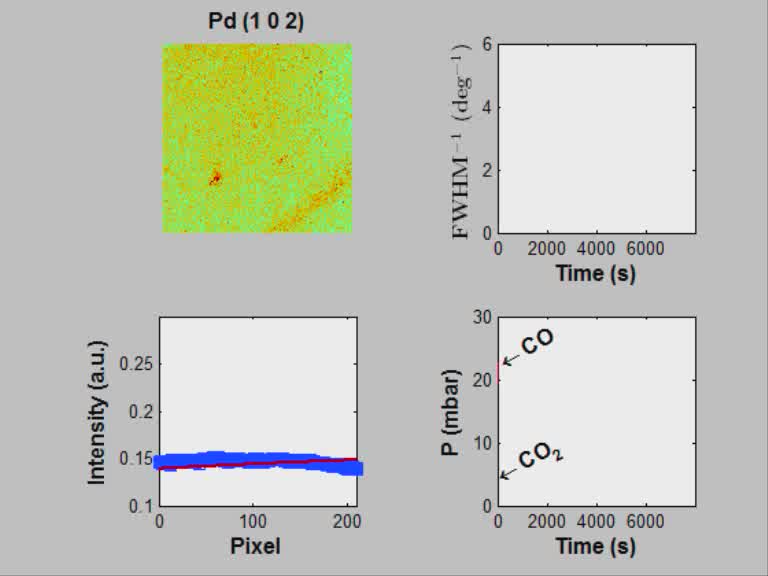 Pd (1 0 2)
FWHM⁻¹ (deg⁻¹)
6
4
2
0
0 2000 4000 6000
Time (s)
Intensity (a.u.)
0.25
0.2
0.15
0.1
0 100 200
Pixel
P (mbar)
30
20
10
0
CO
CO₂
0 2000 4000 6000
Time (s)